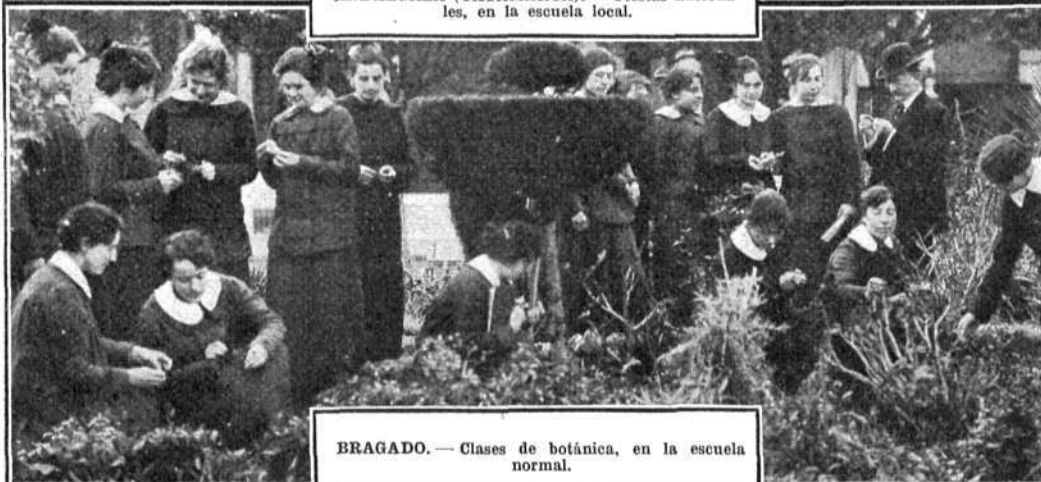 les, en la escuela local.
BRAGADO. — Clases de botánica, en la escuela
normal.